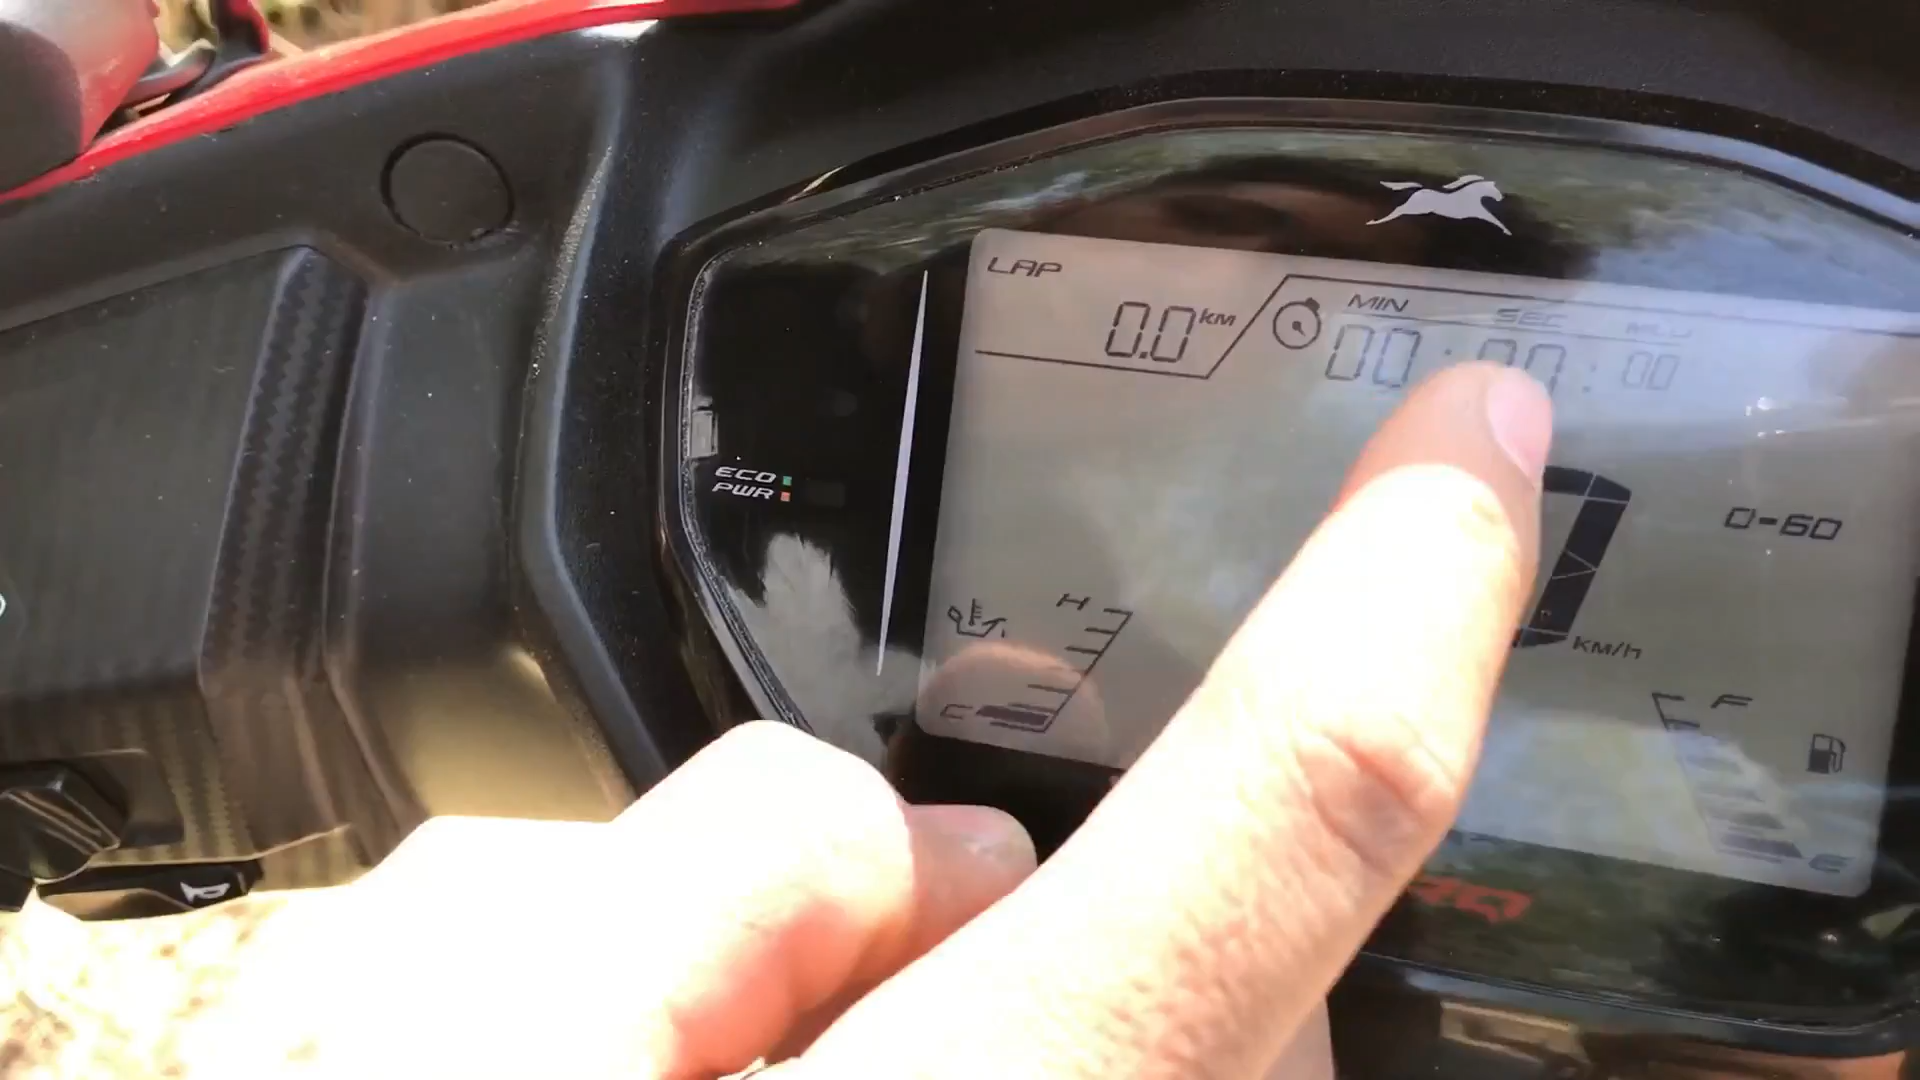 LAP
0.0 KM
MIN SEC
00 : 00 : 00
ECO
PWR
0-60
H
KM/H
C
F
E